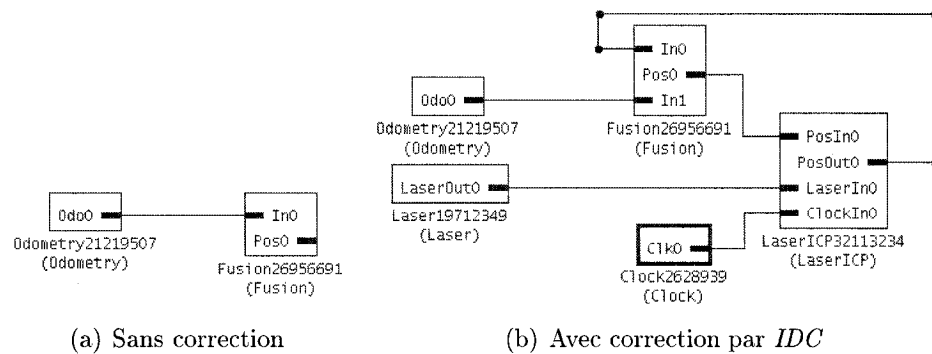 Odo0
Odometry21219507
(Odometry)
In0
Pos0
Fusion26956691
(Fusion)
(a) Sans correction
In0
Pos0
In1
Fusion26956691
(Fusion)
Odo0
Odometry21219507
(Odometry)
LaserOut0
Laser19712349
(Laser)
Clk0
Clock2628939
(Clock)
PosIn0
PosOut0
LaserIn0
ClockIn0
LaserICP32113234
(LaserICP)
(b) Avec correction par IDC